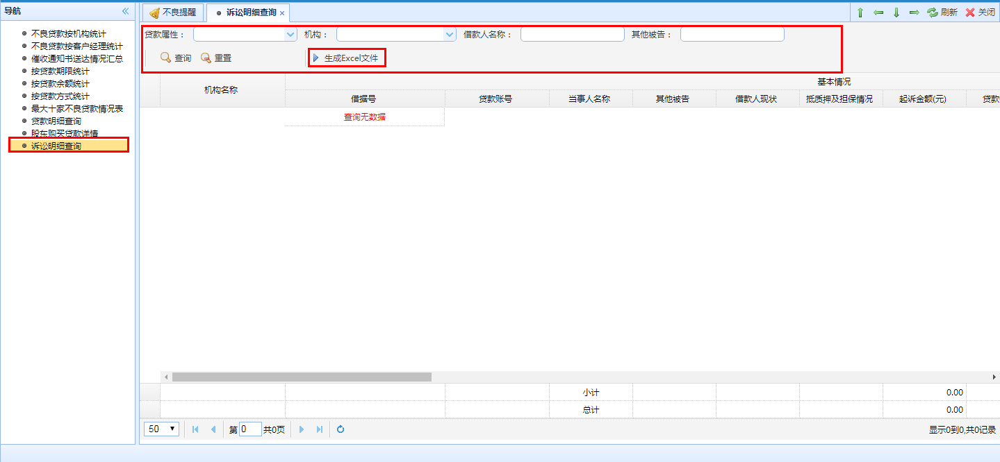 导航
不良贷款按机构统计
不良贷款按客户经理统计
催收通知书送达情况汇总
按贷款期限统计
按贷款余额统计
按贷款方式统计
最大十家不良贷款情况表
贷款明细查询
股东购买贷款详情
诉讼明细查询
不良提醒 诉讼明细查询 刷新 关闭
贷款属性： 机构： 借款人名称： 其他被告：
查询 重置 生成Excel文件
基本情况
机构名称
借据号 贷款账号 当事人名称 其他被告 借款人现状 抵质押及担保情况 起诉金额(元) 贷款
查询无数据
小计 0.00
总计 0.00
50 第 0 共0页 显示0到0,共0记录